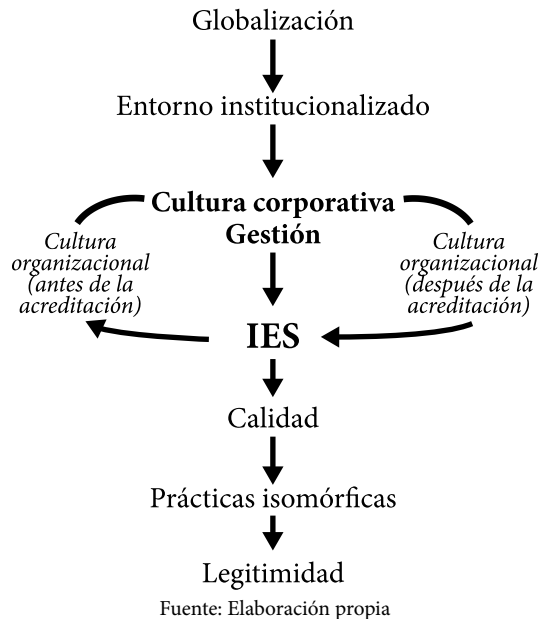 Globalización
Entorno institucionalizado
Cultura corporativa
Gestión
Cultura
organizacional
(antes de la
acreditación)
Cultura
organizacional
(después de la
acreditación)
IES
Calidad
Prácticas isomórficas
Legitimidad
Fuente: Elaboración propia